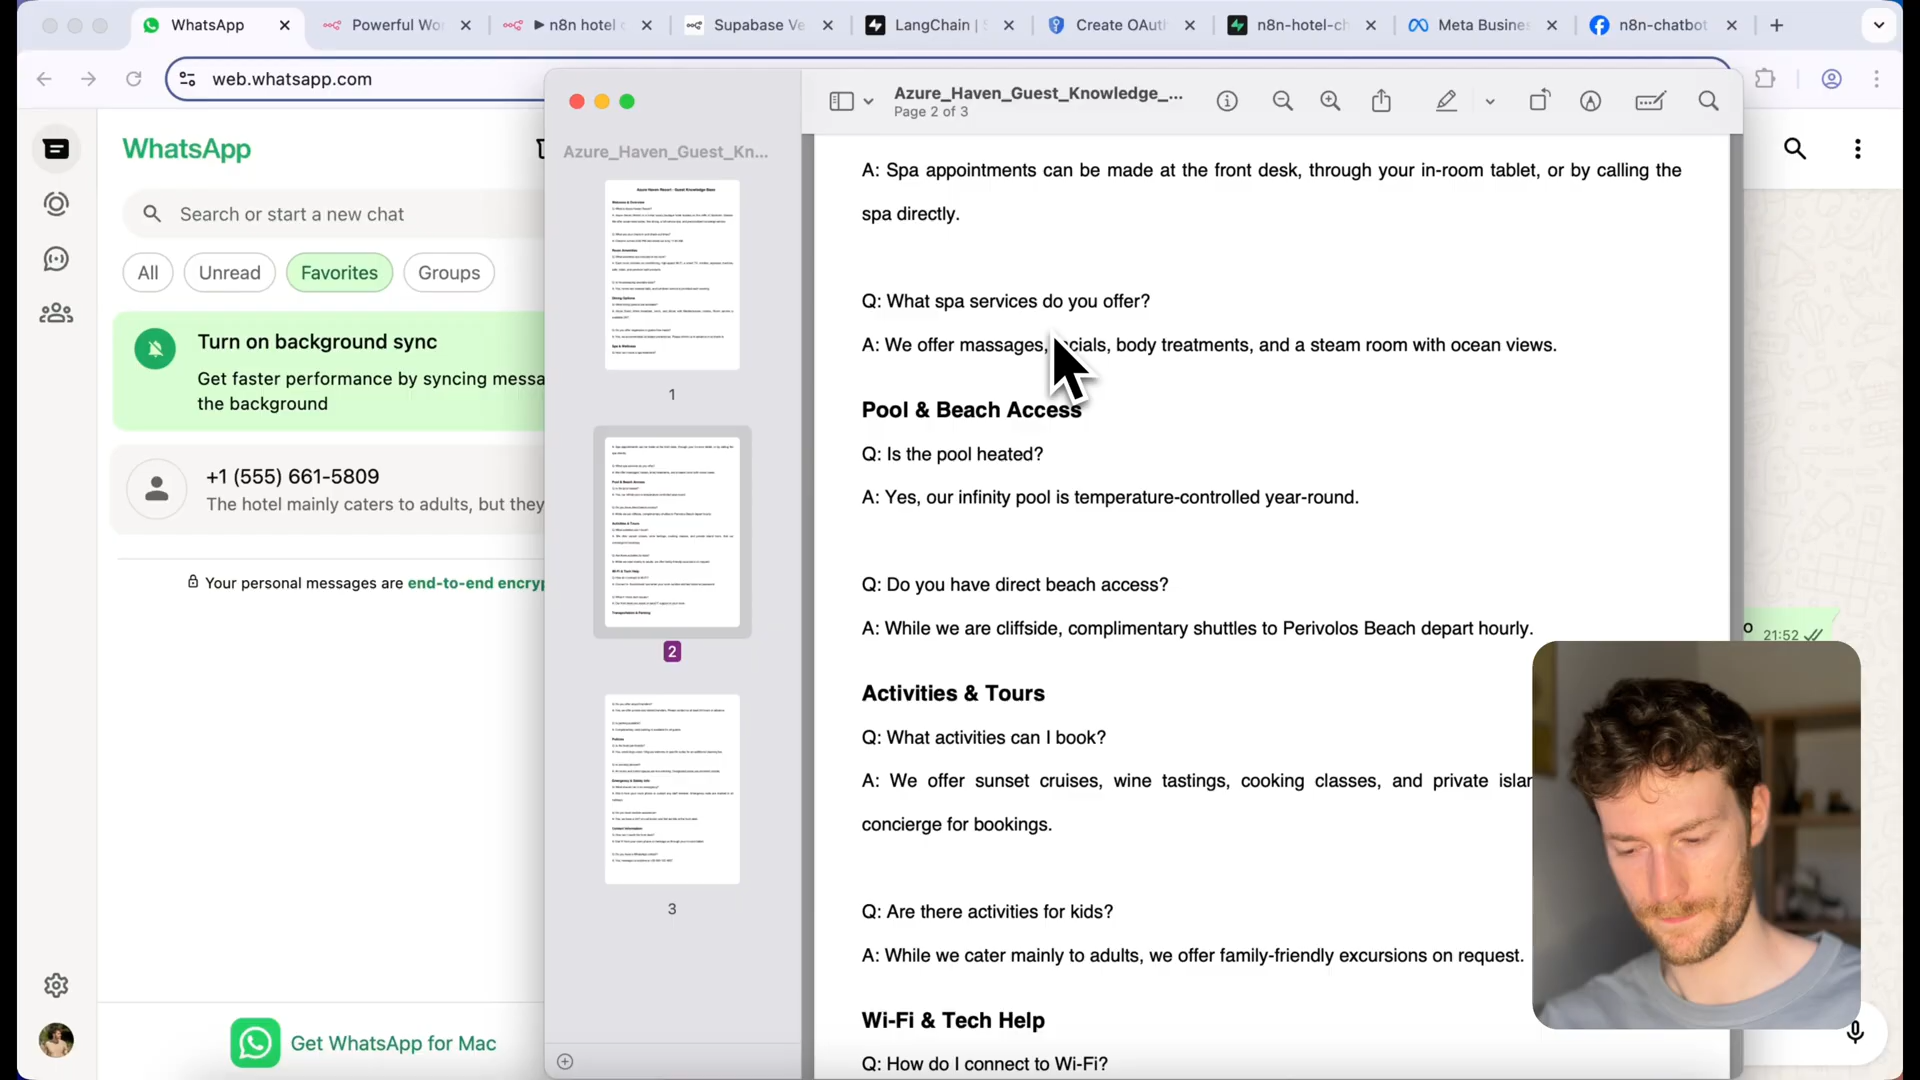 WhatsApp
Powerful Wo
▶ n8n hotel
Supabase Ve
LangChain |
Create OAut
n8n-hotel-ch
Meta Busine
n8n-chatbot
web.whatsapp.com
WhatsApp
Search or start a new chat
All
Unread
Favorites
Groups
Turn on background sync
Get faster performance by syncing messa
the background
+1 (555) 661-5809
The hotel mainly caters to adults, but they
Your personal messages are end-to-end encryp
Get WhatsApp for Mac
Azure_Haven_Guest_Kn...
1
2
3
Azure_Haven_Guest_Knowledge_...
Page 2 of 3
A: Spa appointments can be made at the front desk, through your in-room tablet, or by calling the
spa directly.
Q: What spa services do you offer?
A: We offer massages, cials, body treatments, and a steam room with ocean views.
Pool & Beach Access
Q: Is the pool heated?
A: Yes, our infinity pool is temperature-controlled year-round.
Q: Do you have direct beach access?
A: While we are cliffside, complimentary shuttles to Perivolos Beach depart hourly.
Activities & Tours
Q: What activities can I book?
A: We offer sunset cruises, wine tastings, cooking classes, and private islan
concierge for bookings.
Q: Are there activities for kids?
A: While we cater mainly to adults, we offer family-friendly excursions on request.
Wi-Fi & Tech Help
Q: How do I connect to Wi-Fi?
o 21:52